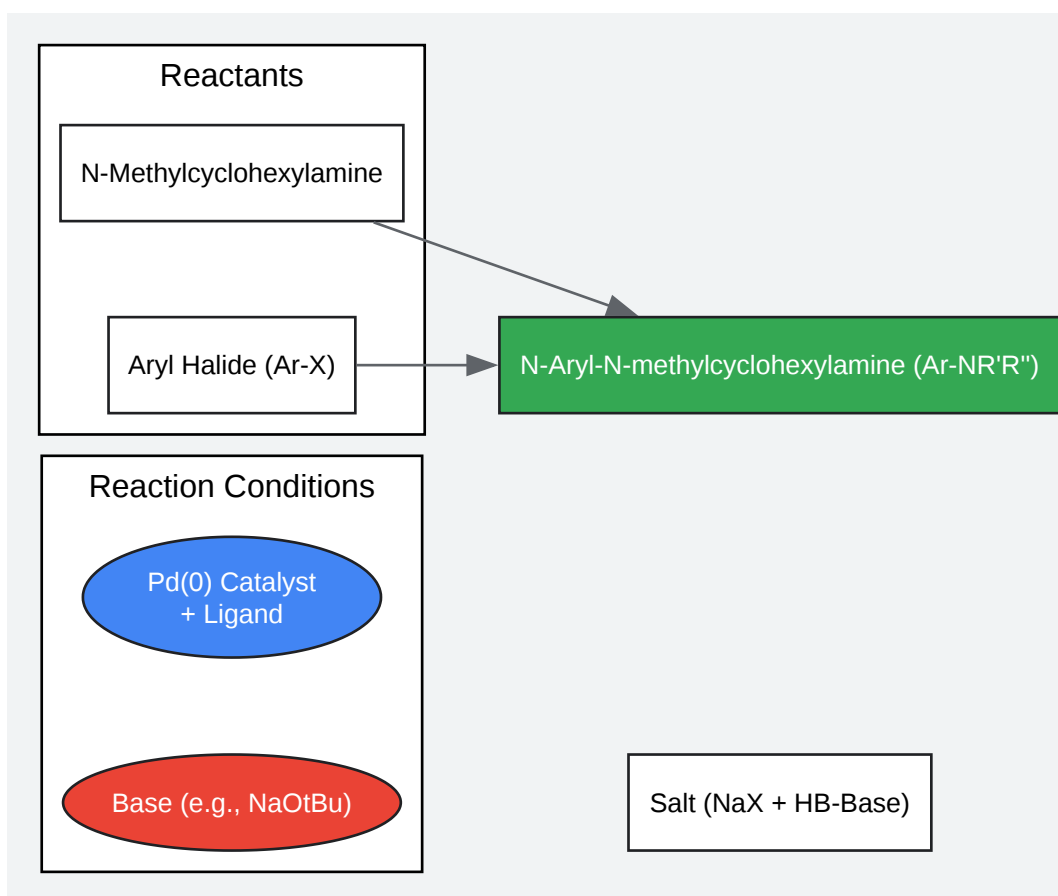 Reactants
N-Methylcyclohexylamine
Aryl Halide (Ar-X)
N-Aryl-N-methylcyclohexylamine (Ar-NR'R")
Reaction Conditions
Pd(0) Catalyst
+ Ligand
Base (e.g., NaOtBu)
Salt (NaX + HB-Base)